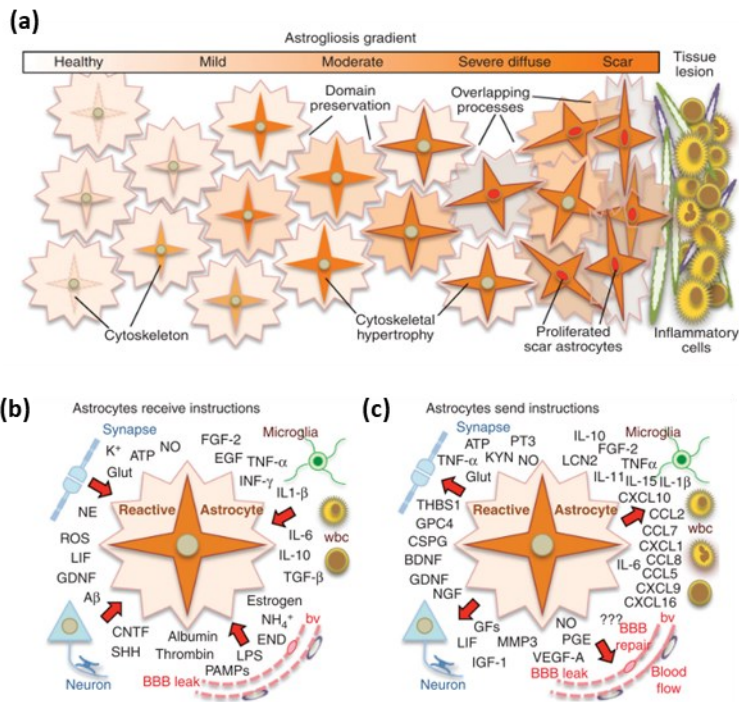 (a)
Astrogliosis gradient
Healthy Mild Moderate Severe diffuse Scar
Tissue
lesion
Domain
preservation
Overlapping
processes
Cytoskeleton
Cytoskeletal
hypertrophy
Proliferated
scar astrocytes
Inflammatory
cells
(b)
Astrocytes receive instructions
Synapse
Microglia
K+
ATP
NO
Glut
FGF-2
EGF
TNF-α
INF-γ
IL1-β
NE
Reactive Astrocyte
wbc
IL-6
IL-10
TGF-β
ROS
LIF
GDNF
Aβ
CNTF
SHH
Albumin
Thrombin
Estrogen
NH4+
END
LPS
PAMPs
bv
BBB leak
Neuron
(c)
Astrocytes send instructions
Synapse
Microglia
ATP
PT3
TNF-α
KYN
NO
Glut
IL-10
FGF-2
LCN2
TNFα
IL-11
IL-15
IL-1β
CXCL10
CCL2
wbc
CCL7
CXCL1
IL-6
CCL8
CCL5
CXCL9
CXCL16
THBS1
Reactive Astrocyte
GPC4
CSPG
BDNF
GDNF
NGF
GFs
LIF
MMP3
IGF-1
NO
PGE
VEGF-A
???
BBB
repair
bv
BBB leak
Blood
flow
Neuron